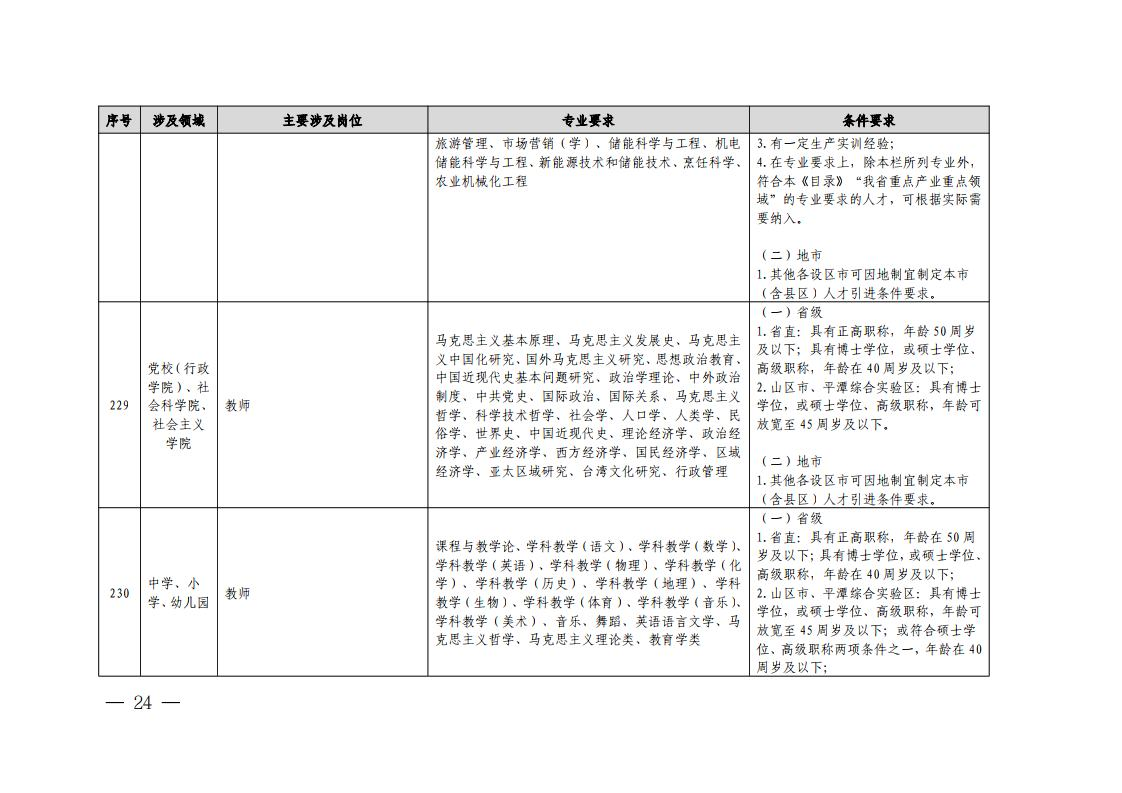 序号 涉及领域 主要涉及岗位 专业要求 条件要求
旅游管理、市场营销（学）、储能科学与工程、机电
储能科学与工程、新能源技术和储能技术、烹饪科学、
农业机械化工程
3.有一定生产实训经验；
4.在专业要求上，除本栏所列专业外，
符合本《目录》“我省重点产业重点领
域”的专业要求的人才，可根据实际需
要纳入。
（二）地市
1.其他各设区市可因地制宜制定本市
（含县区）人才引进条件要求。
229
党校（行政
学院）、社
会科学院、
社会主义
学院
教师
马克思主义基本原理、马克思主义发展史、马克思主
义中国化研究、国外马克思主义研究、思想政治教育、
中国近现代史基本问题研究、政治学理论、中外政治
制度、中共党史、国际政治、国际关系、马克思主义
哲学、科学技术哲学、社会学、人口学、人类学、民
俗学、世界史、中国近现代史、理论经济学、政治经
济学、产业经济学、西方经济学、国民经济学、区域
经济学、亚太区域研究、台湾文化研究、行政管理
（一）省级
1.省直：具有正高职称，年龄50周岁
及以下；具有博士学位，或硕士学位、
高级职称，年龄在40周岁及以下；
2.山区市、平潭综合实验区：具有博士
学位，或硕士学位、高级职称，年龄可
放宽至45周岁及以下。
（二）地市
1.其他各设区市可因地制宜制定本市
（含县区）人才引进条件要求。
230
中学、小
学、幼儿园
教师
课程与教学论、学科教学（语文）、学科教学（数学）、
学科教学（英语）、学科教学（物理）、学科教学（化
学）、学科教学（历史）、学科教学（地理）、学科
教学（生物）、学科教学（体育）、学科教学（音乐）、
学科教学（美术）、音乐、舞蹈、英语语言文学、马
克思主义哲学、马克思主义理论类、教育学类
（一）省级
1.省直：具有正高职称，年龄在50周
岁及以下；具有博士学位，或硕士学位、
高级职称，年龄在40周岁及以下；
2.山区市、平潭综合实验区：具有博士
学位，或硕士学位、高级职称，年龄可
放宽至45周岁及以下；或符合硕士学
位、高级职称两项条件之一，年龄在40
周岁及以下；
— 24 —